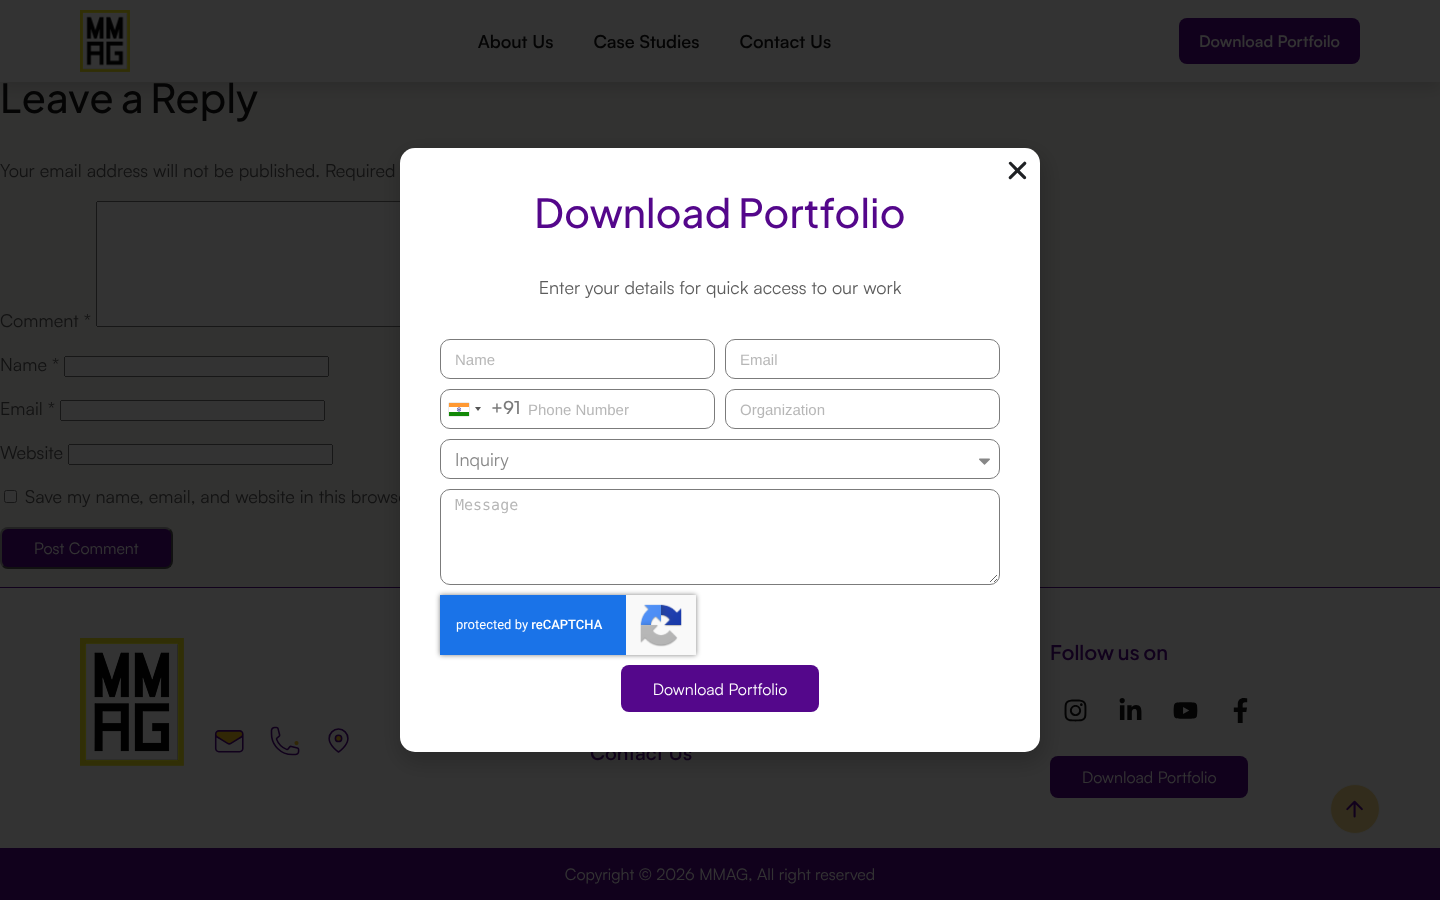 MM
AG
About Us
Case Studies
Contact Us
Download Portfoilo
Leave a Reply
Your email address will not be published. Required
Comment *
Name *
Email *
Website
Save my name, email, and website in this browse
Post Comment
Download Portfolio
Enter your details for quick access to our work
Name
Email
+91 Phone Number
Organization
Inquiry
Message
protected by reCAPTCHA
Download Portfolio
MM
AG
Contact Us
Follow us on
Download Portfolio
Copyright © 2026 MMAG, All right reserved